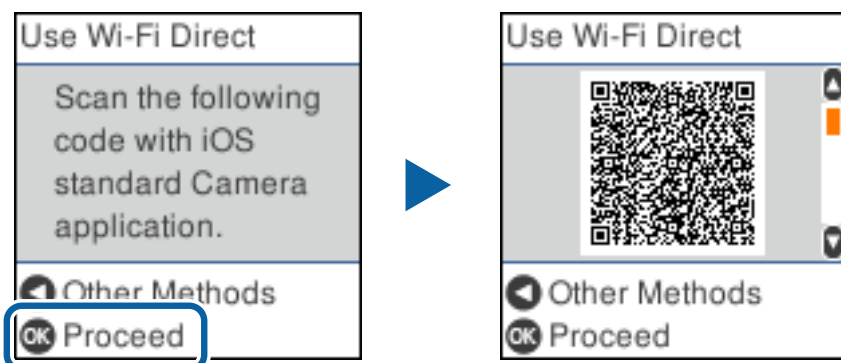 Use Wi-Fi Direct
Scan the following
code with iOS
standard Camera
application.
Other Methods
OK Proceed
Use Wi-Fi Direct
Other Methods
OK Proceed